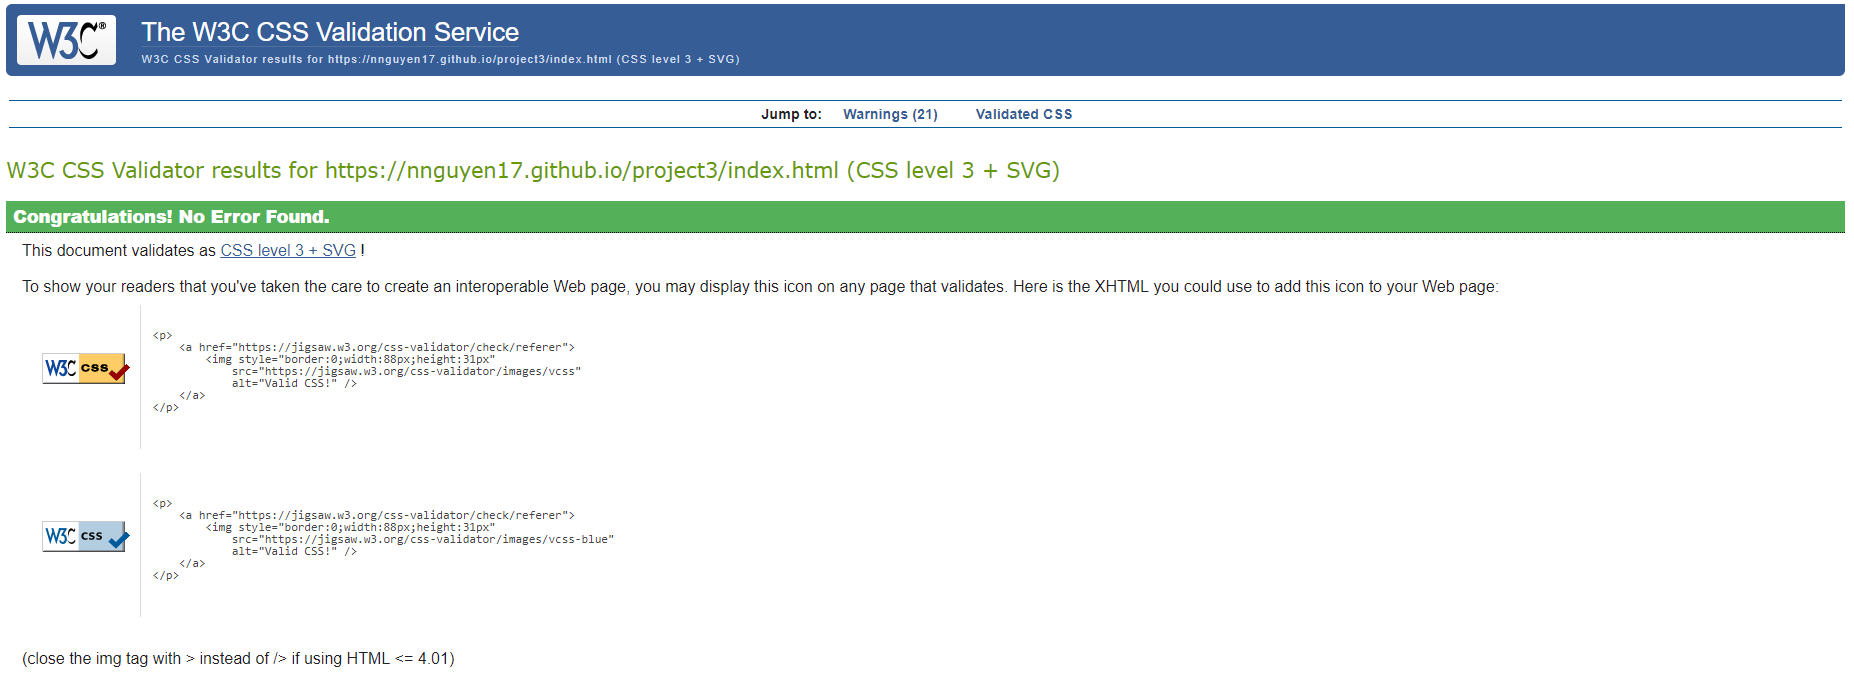 W3C®
The W3C CSS Validation Service
W3C CSS Validator results for https://nnguyen17.github.io/project3/index.html (CSS level 3 + SVG)
Jump to: Warnings (21) Validated CSS
W3C CSS Validator results for https://nnguyen17.github.io/project3/index.html (CSS level 3 + SVG)
Congratulations! No Error Found.
This document validates as CSS level 3 + SVG !
To show your readers that you've taken the care to create an interoperable Web page, you may display this icon on any page that validates. Here is the XHTML you could use to add this icon to your Web page:
W3C css
<p>
<a href="https://jigsaw.w3.org/css-validator/check/referer">
<img style="border:0;width:88px;height:31px"
src="https://jigsaw.w3.org/css-validator/images/vcss"
alt="Valid CSS!" />
</a>
</p>
W3C css
<p>
<a href="https://jigsaw.w3.org/css-validator/check/referer">
<img style="border:0;width:88px;height:31px"
src="https://jigsaw.w3.org/css-validator/images/vcss-blue"
alt="Valid CSS!" />
</a>
</p>
(close the img tag with > instead of /> if using HTML <= 4.01)